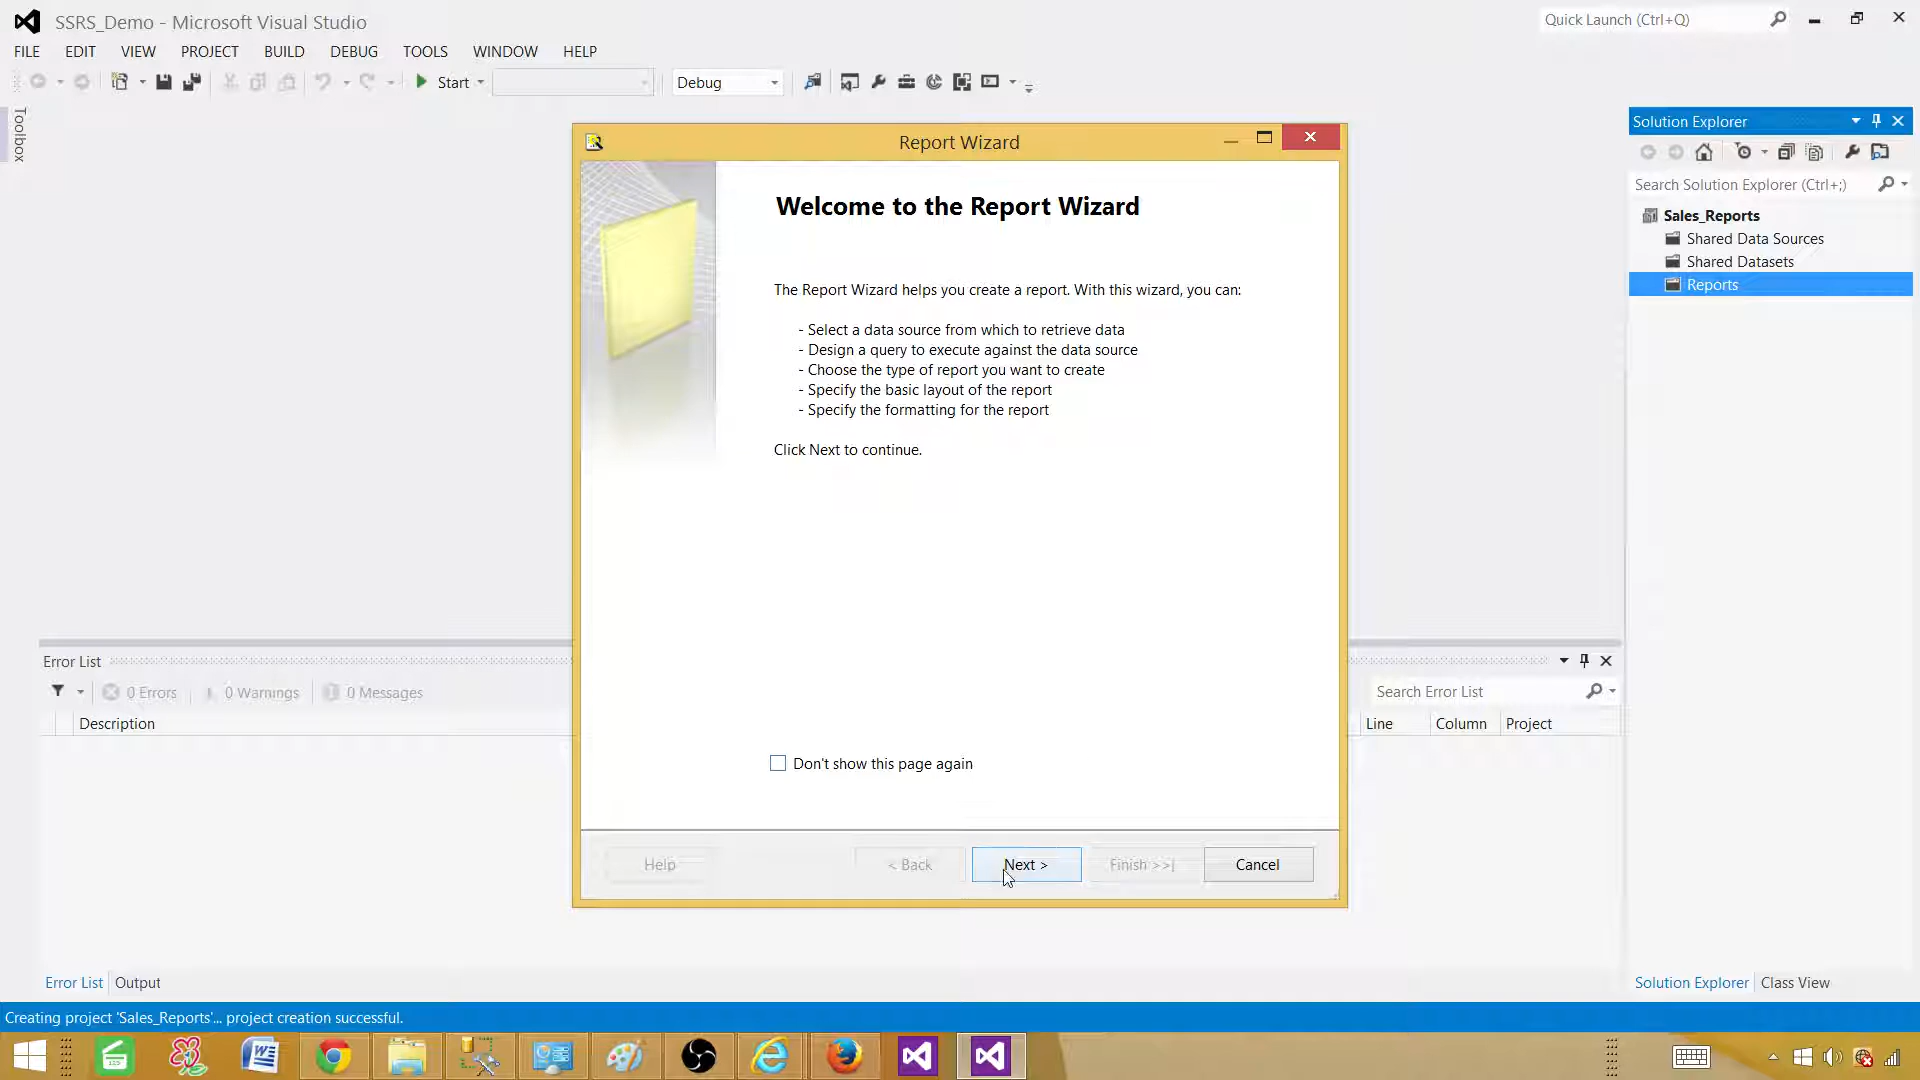 SSRS_Demo - Microsoft Visual Studio
Quick Launch (Ctrl+Q)
FILE EDIT VIEW PROJECT BUILD DEBUG TOOLS WINDOW HELP
Start Debug
Toolbox
Report Wizard
Welcome to the Report Wizard
The Report Wizard helps you create a report. With this wizard, you can:
- Select a data source from which to retrieve data
- Design a query to execute against the data source
- Choose the type of report you want to create
- Specify the basic layout of the report
- Specify the formatting for the report
Click Next to continue.
Don't show this page again
Help < Back Next > Finish >>| Cancel
Solution Explorer
Search Solution Explorer (Ctrl+;)
Sales_Reports
Shared Data Sources
Shared Datasets
Reports
Error List
0 Errors 0 Warnings 0 Messages
Search Error List
Description Line Column Project
Error List Output
Solution Explorer Class View
Creating project 'Sales_Reports'... project creation successful.